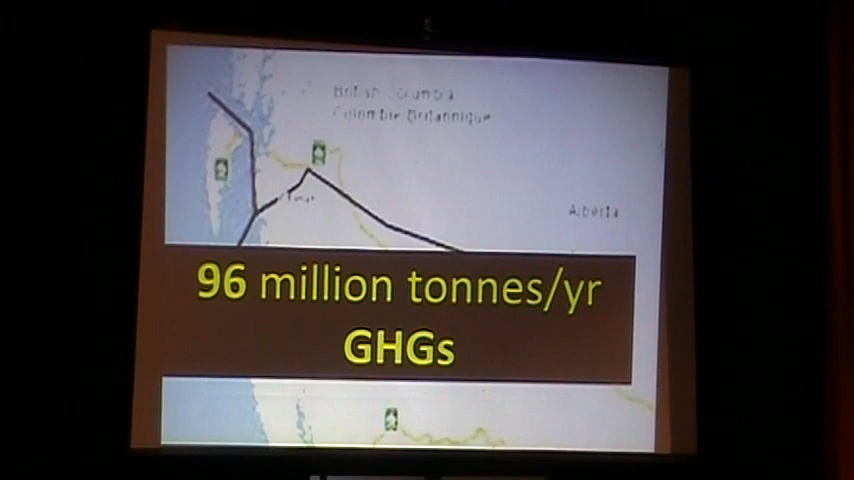 British Columbia
Colombie Britannique
Alberta
96 million tonnes/yr
GHGs